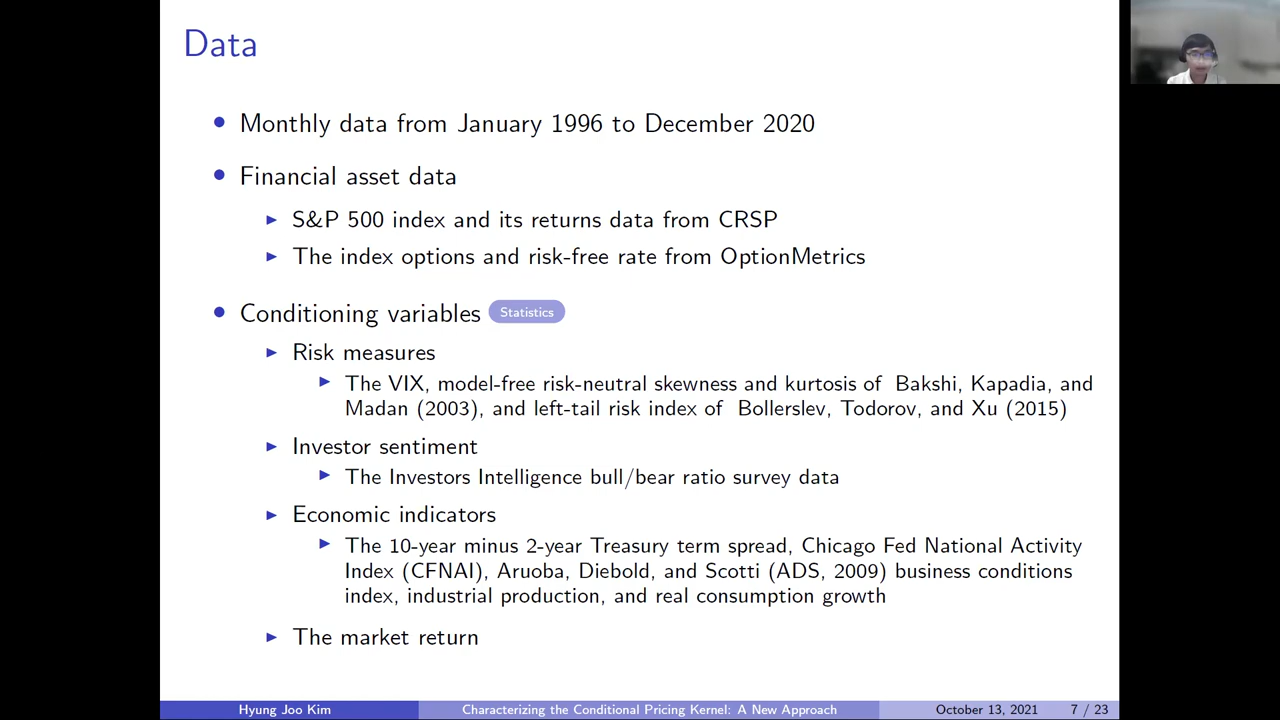 Data
Monthly data from January 1996 to December 2020
Financial asset data
S&P 500 index and its returns data from CRSP
The index options and risk-free rate from OptionMetrics
Conditioning variables Statistics
Risk measures
The VIX, model-free risk-neutral skewness and kurtosis of Bakshi, Kapadia, and
Madan (2003), and left-tail risk index of Bollerslev, Todorov, and Xu (2015)
Investor sentiment
The Investors Intelligence bull/bear ratio survey data
Economic indicators
The 10-year minus 2-year Treasury term spread, Chicago Fed National Activity
Index (CFNAI), Aruoba, Diebold, and Scotti (ADS, 2009) business conditions
index, industrial production, and real consumption growth
The market return
Hyung Joo Kim Characterizing the Conditional Pricing Kernel: A New Approach October 13, 2021 7 / 23